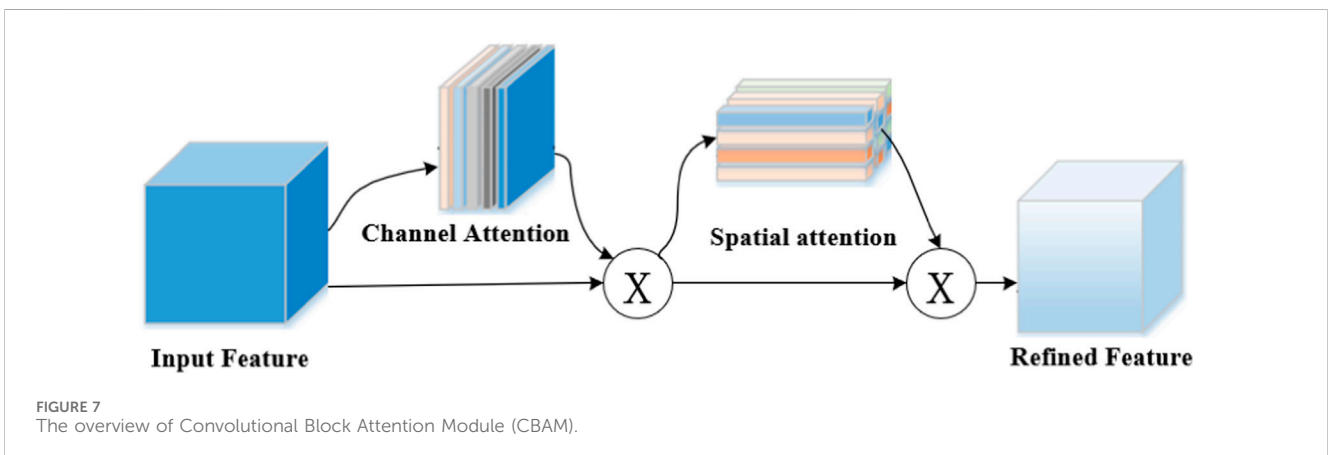 Channel Attention
Spatial attention
X
X
Input Feature
Refined Feature
FIGURE 7
The overview of Convolutional Block Attention Module (CBAM).